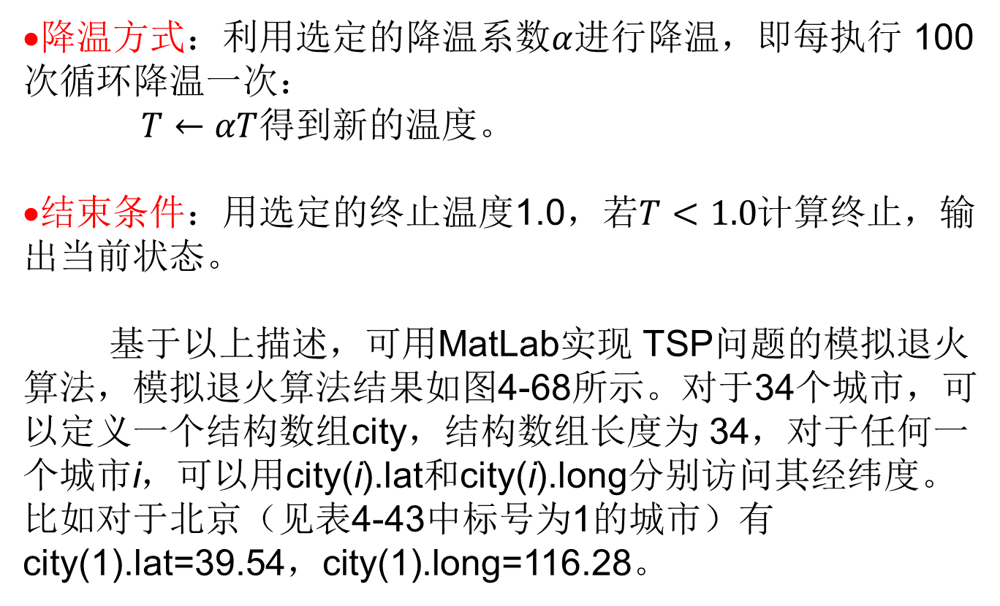 •降温方式：利用选定的降温系数α进行降温，即每执行 100
次循环降温一次：
T ← αT得到新的温度。
•结束条件：用选定的终止温度1.0，若T < 1.0计算终止，输
出当前状态。
基于以上描述，可用MatLab实现 TSP问题的模拟退火
算法，模拟退火算法结果如图4-68所示。对于34个城市，可
以定义一个结构数组city，结构数组长度为 34，对于任何一
个城市i，可以用city(i).lat和city(i).long分别访问其经纬度。
比如对于北京（见表4-43中标号为1的城市）有
city(1).lat=39.54，city(1).long=116.28。